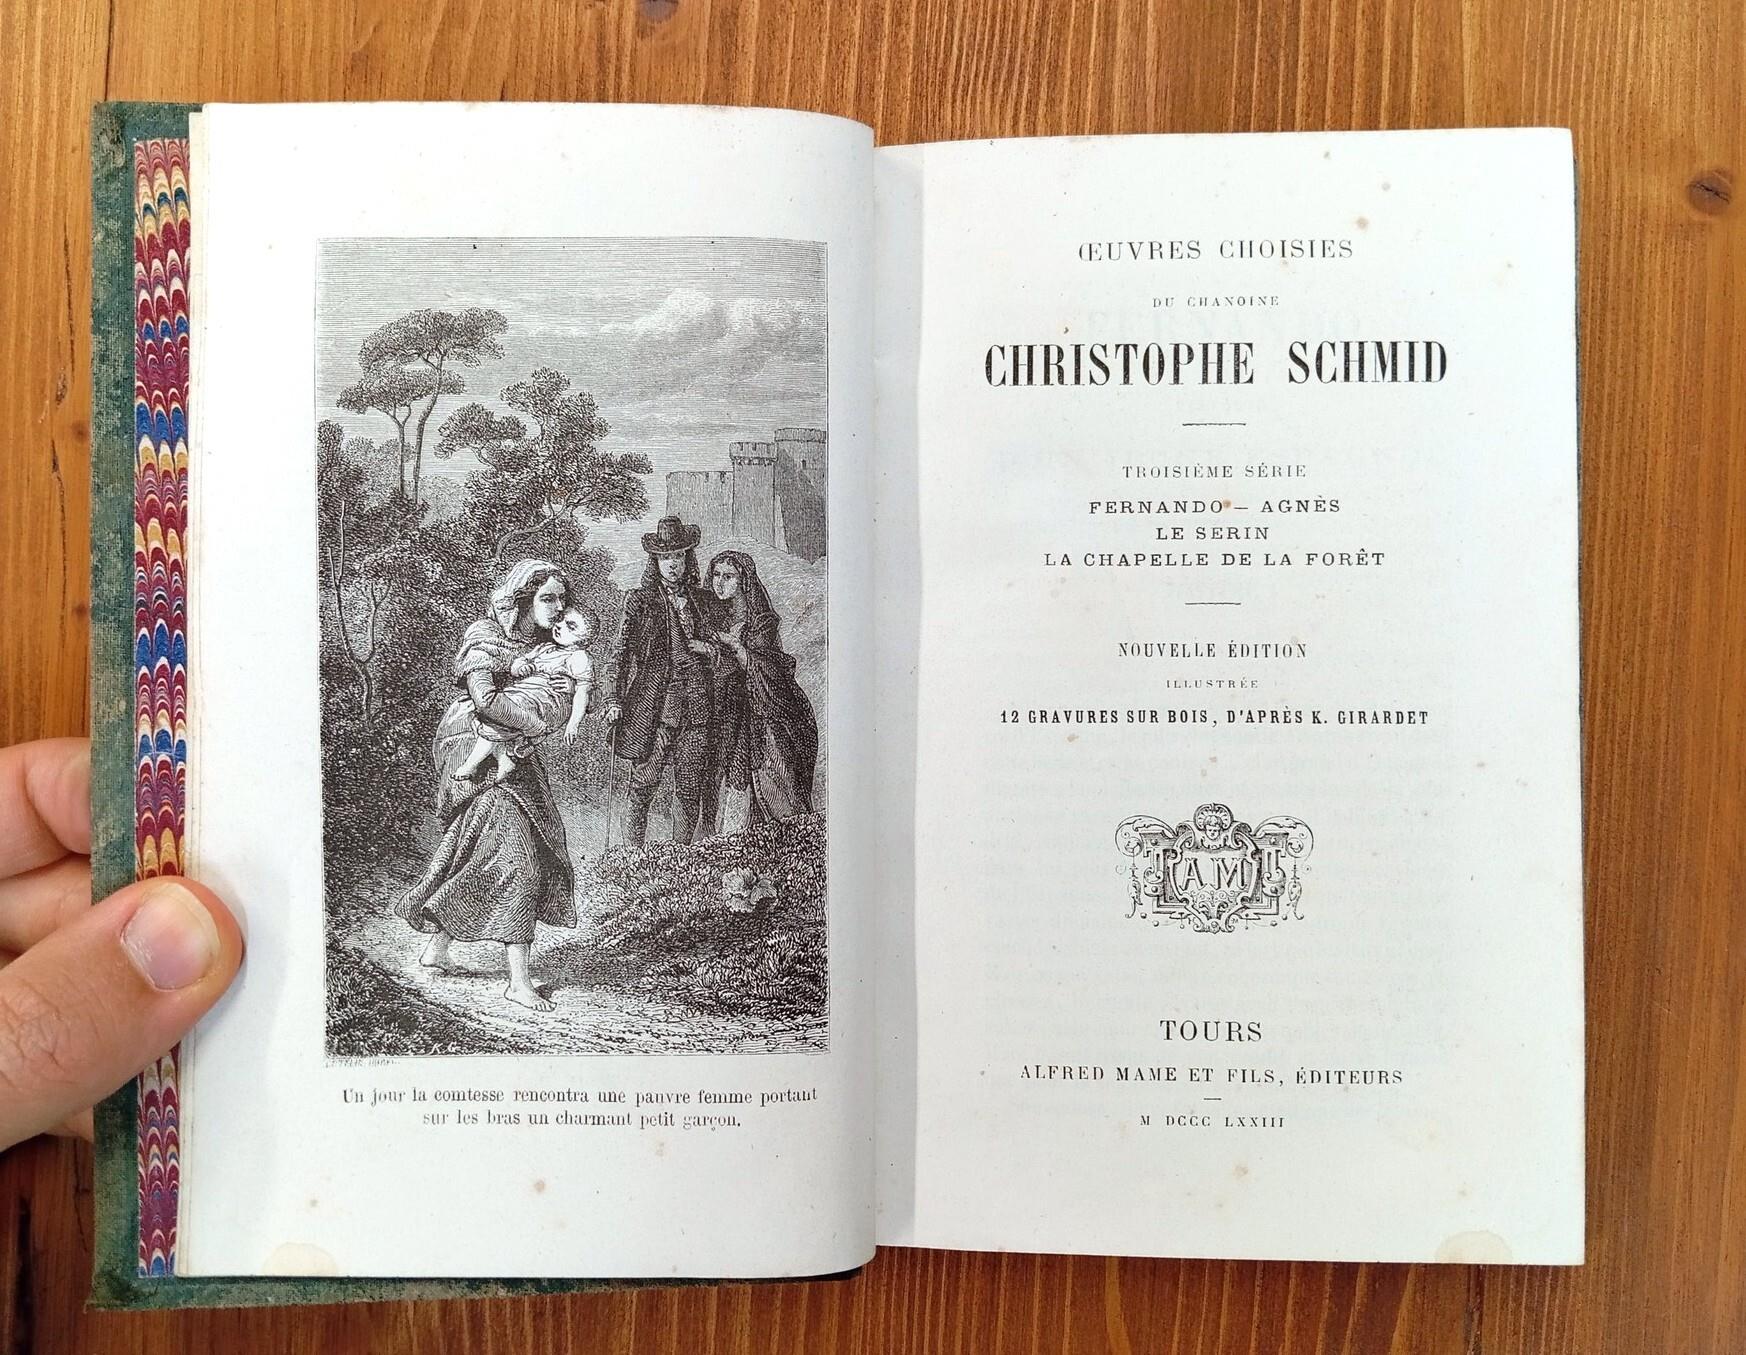 Un jour la comtesse rencontra une pauvre femme portant
sur les bras un charmant petit garçon.
ŒUVRES CHOISIES
DU CHANOINE
CHRISTOPHE SCHMID
TROISIÈME SÉRIE
FERNANDO — AGNÈS
LE SERIN
LA CHAPELLE DE LA FORÊT
NOUVELLE ÉDITION
ILLUSTRÉE
12 GRAVURES SUR BOIS, D'APRÈS K. GIRARDET
AM
TOURS
ALFRED MAME ET FILS, ÉDITEURS
M DCCC LXXIII